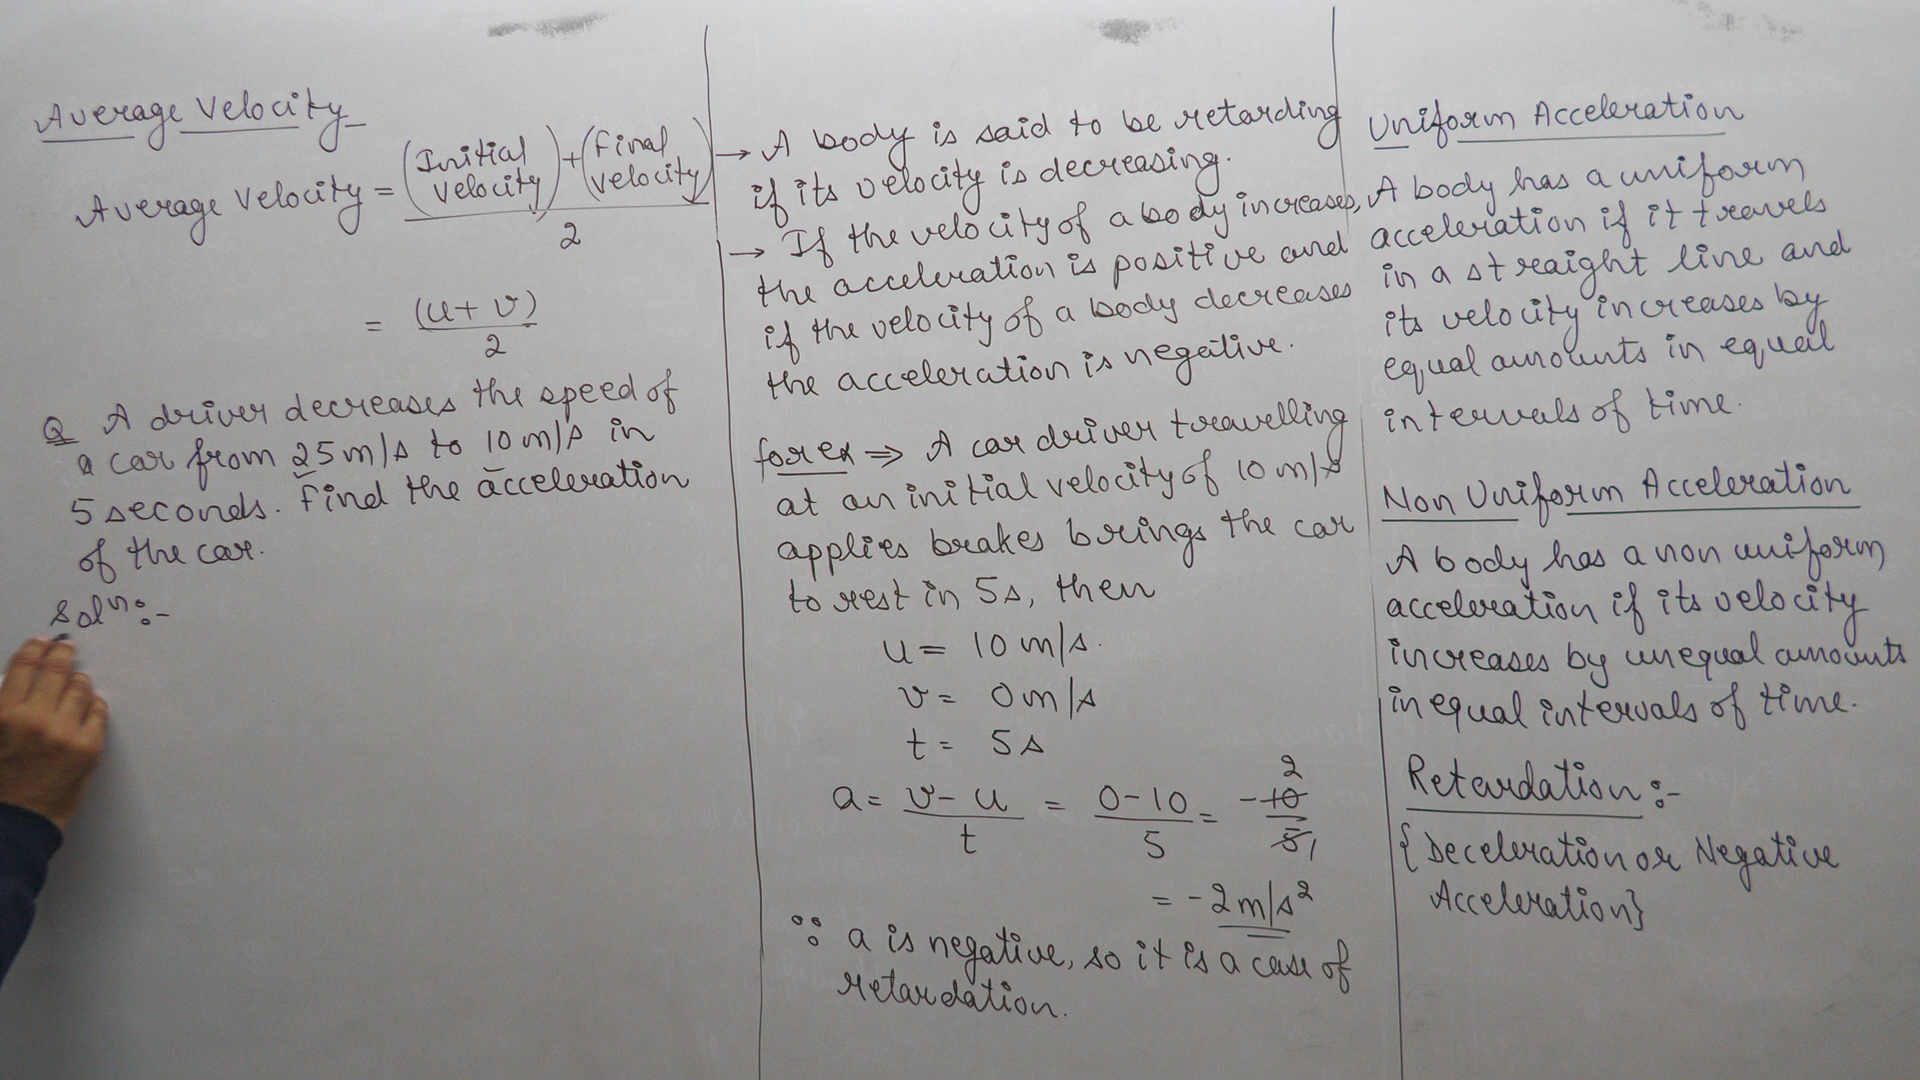 Average Velocity
Average Velocity = (Initial Velocity) + (Final Velocity) / 2
= (u + v) / 2
Q A driver decreases the speed of
a car from 25 m/s to 10 m/s in
5 seconds. Find the acceleration
of the car.
Solⁿ:-
→ A body is said to be retarding
if its velocity is decreasing.
→ If the velocity of a body increases,
the acceleration is positive and
if the velocity of a body decreases
the acceleration is negative.
for ex ⇒ A car driver travelling
at an initial velocity of 10 m/s
applies brakes brings the car
to rest in 5s, then
u = 10 m/s.
v = 0 m/s
t = 5s
a = v - u / t = 0 - 10 / 5 = -10 2 / 5 1
= -2 m/s²
∵ a is negative, so it is a case of
retardation.
Uniform Acceleration
A body has a uniform
acceleration if it travels
in a straight line and
its velocity increases by
equal amounts in equal
intervals of time.
Non Uniform Acceleration
A body has a non uniform
acceleration if its velocity
increases by unequal amounts
in equal intervals of time.
Retardation:-
{Deceleration or Negative
Acceleration}